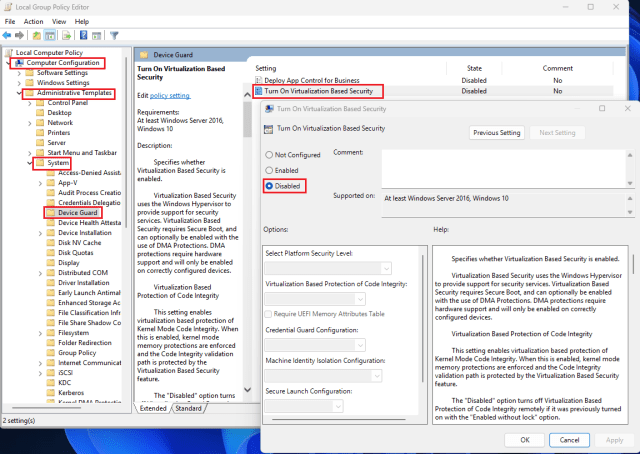 Local Group Policy Editor
File Action View Help
Local Computer Policy
Computer Configuration
Software Settings
Windows Settings
Administrative Templates
Control Panel
Desktop
Network
Printers
Server
Start Menu and Taskbar
System
Access-Denied Assista
App-V
Audit Process Creation
Credentials Delegation
Device Guard
Device Health Attesta
Device Installation
Disk NV Cache
Disk Quotas
Display
Distributed COM
Driver Installation
Early Launch Antimal
Enhanced Storage Ac
File Classification Infr
File Share Shadow Co
Filesystem
Folder Redirection
Group Policy
Internet Communicat
iSCSI
KDC
Kerberos
Kernel DMA Protectio
2 setting(s)
Device Guard
Turn On Virtualization Based
Security
Edit policy setting.
Requirements:
At least Windows Server 2016,
Windows 10
Description:
Specifies whether
Virtualization Based Security is
enabled.
Virtualization Based Security
uses the Windows Hypervisor to
provide support for security
services. Virtualization Based
Security requires Secure Boot, and
can optionally be enabled with
the use of DMA Protections. DMA
protections require hardware
support and will only be enabled
on correctly configured devices.
Virtualization Based
Protection of Code Integrity
This setting enables
virtualization based protection of
Kernel Mode Code Integrity. When
this is enabled, kernel mode
memory protections are enforced
and the Code Integrity validation
path is protected by the
Virtualization Based Security
feature.
The "Disabled" option turns
Extended Standard
Setting State Comment
Deploy App Control for Business Disabled No
Turn On Virtualization Based Security Disabled No
Turn On Virtualization Based Security
Turn On Virtualization Based Security
Previous Setting Next Setting
Not Configured
Enabled
Disabled
Comment:
Supported on:
At least Windows Server 2016, Windows 10
Options:
Select Platform Security Level:
Virtualization Based Protection of Code Integrity:
Require UEFI Memory Attributes Table
Credential Guard Configuration:
Machine Identity Isolation Configuration:
Secure Launch Configuration:
Help:
Specifies whether Virtualization Based Security is enabled.
Virtualization Based Security uses the Windows Hypervisor
to provide support for security services. Virtualization Based
Security requires Secure Boot, and can optionally be enabled
with the use of DMA Protections. DMA protections require
hardware support and will only be enabled on correctly
configured devices.
Virtualization Based Protection of Code Integrity
This setting enables virtualization based protection of
Kernel Mode Code Integrity. When this is enabled, kernel mode
memory protections are enforced and the Code Integrity validation
path is protected by the Virtualization Based Security feature.
The "Disabled" option turns off Virtualization Based
Protection of Code Integrity remotely if it was previously turned
on with the "Enabled without lock" option.
OK Cancel Apply